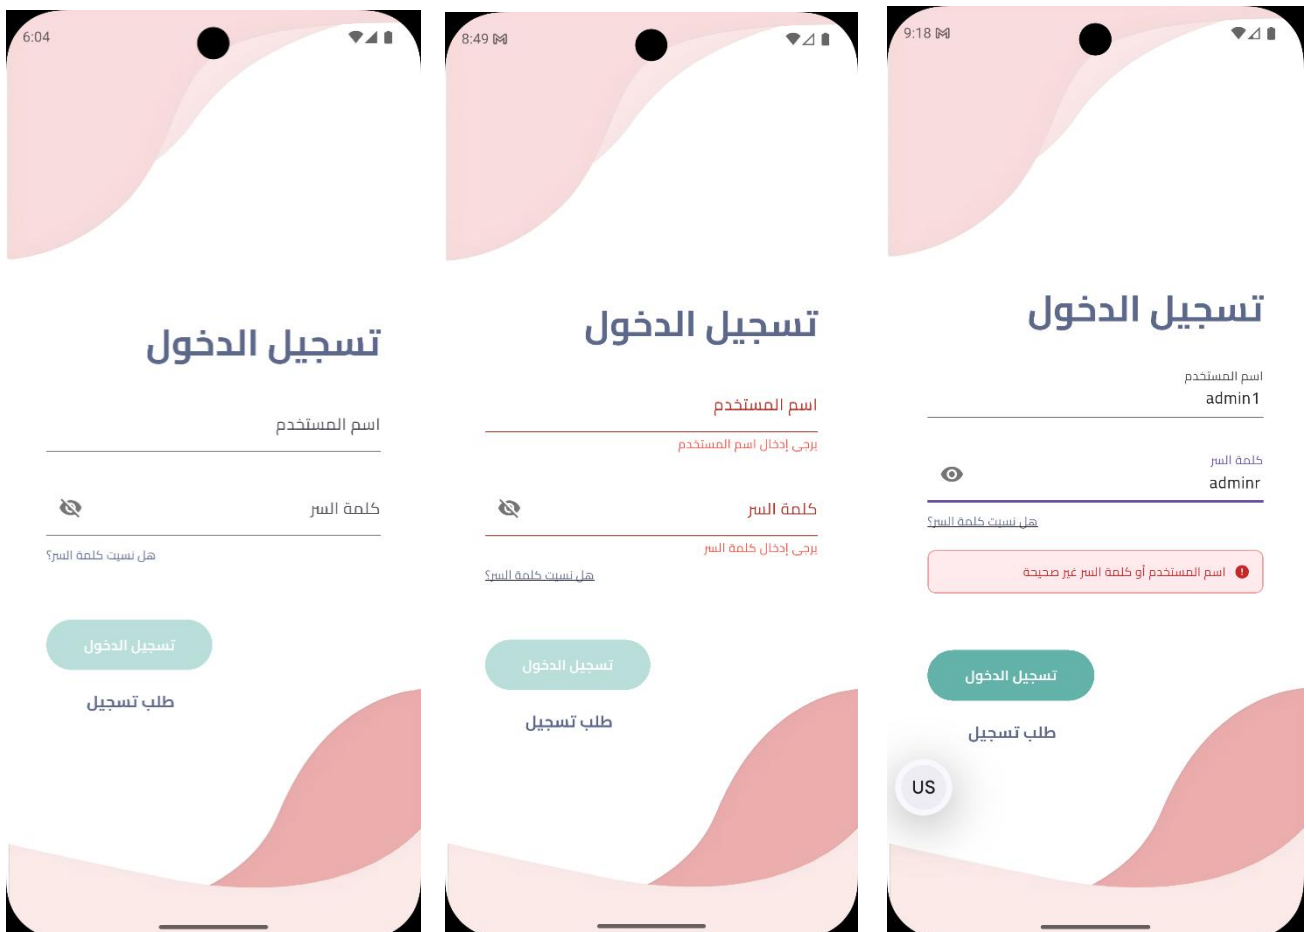 6:04
تسجيل الدخول
اسم المستخدم
كلمة السر
هل نسيت كلمة السر؟
تسجيل الدخول
طلب تسجيل
8:49
تسجيل الدخول
اسم المستخدم
يرجى إدخال اسم المستخدم
كلمة السر
يرجى إدخال كلمة السر
هل نسيت كلمة السر؟
تسجيل الدخول
طلب تسجيل
9:18
تسجيل الدخول
اسم المستخدم
admin1
كلمة السر
adminr
هل نسيت كلمة السر؟
اسم المستخدم أو كلمة السر غير صحيحة
تسجيل الدخول
طلب تسجيل
US